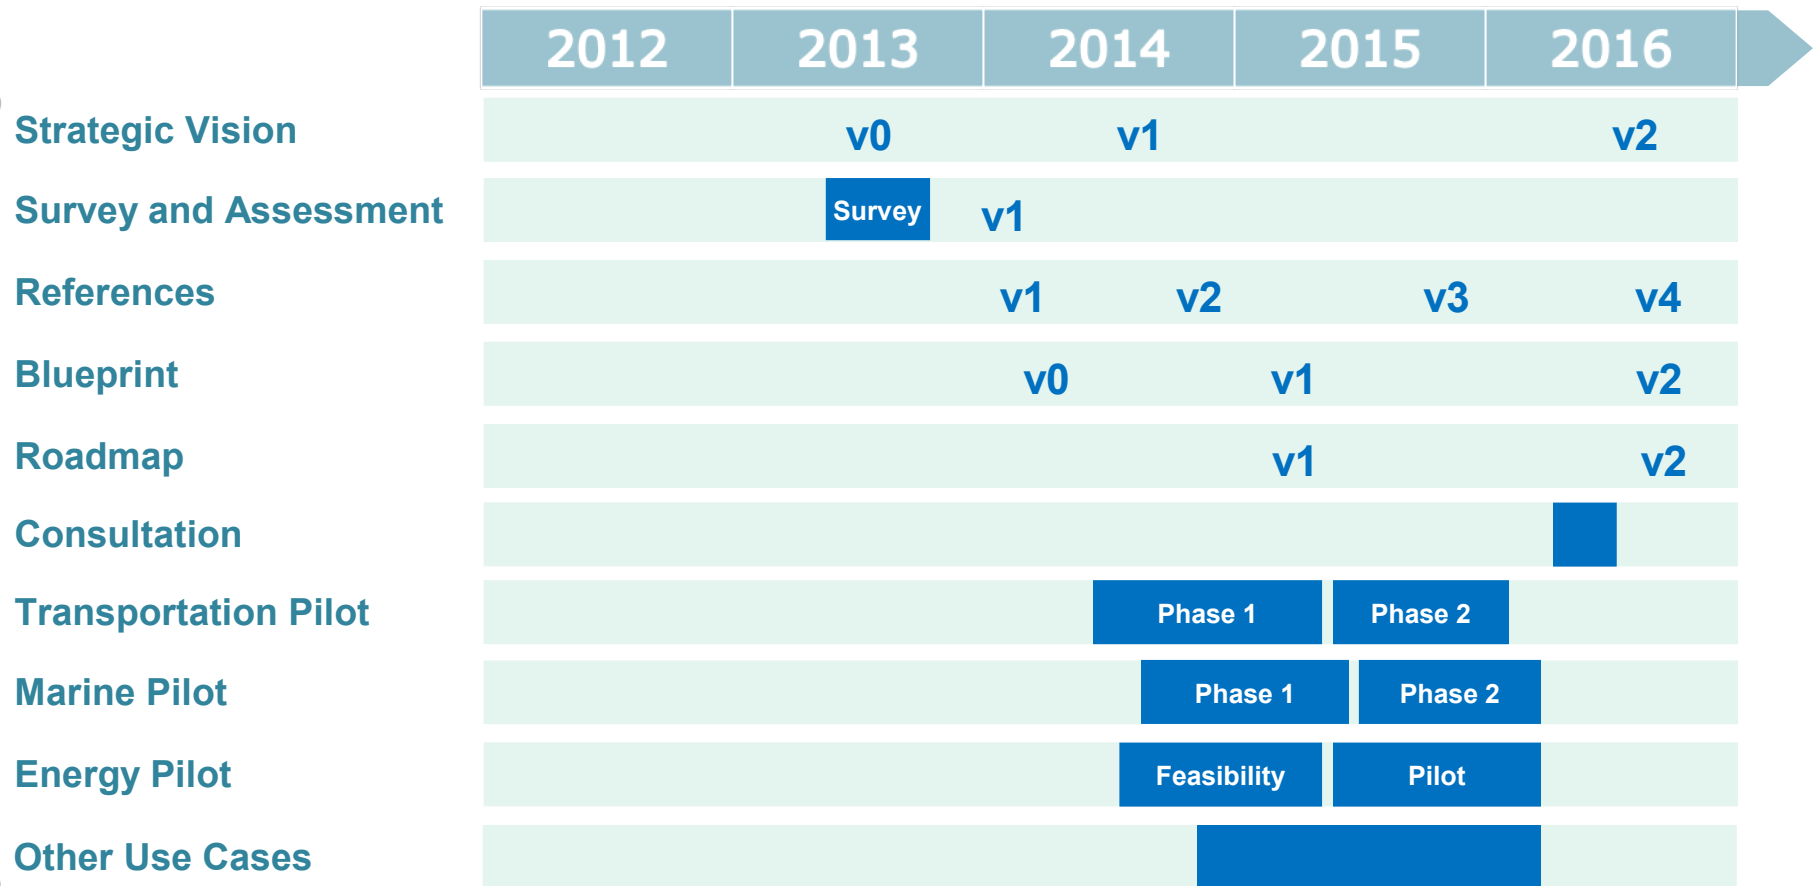 2012 2013 2014 2015 2016
Strategic Vision v0 v1 v2
Survey and Assessment Survey v1
References v1 v2 v3 v4
Blueprint v0 v1 v2
Roadmap v1 v2
Consultation
Transportation Pilot Phase 1 Phase 2
Marine Pilot Phase 1 Phase 2
Energy Pilot Feasibility Pilot
Other Use Cases